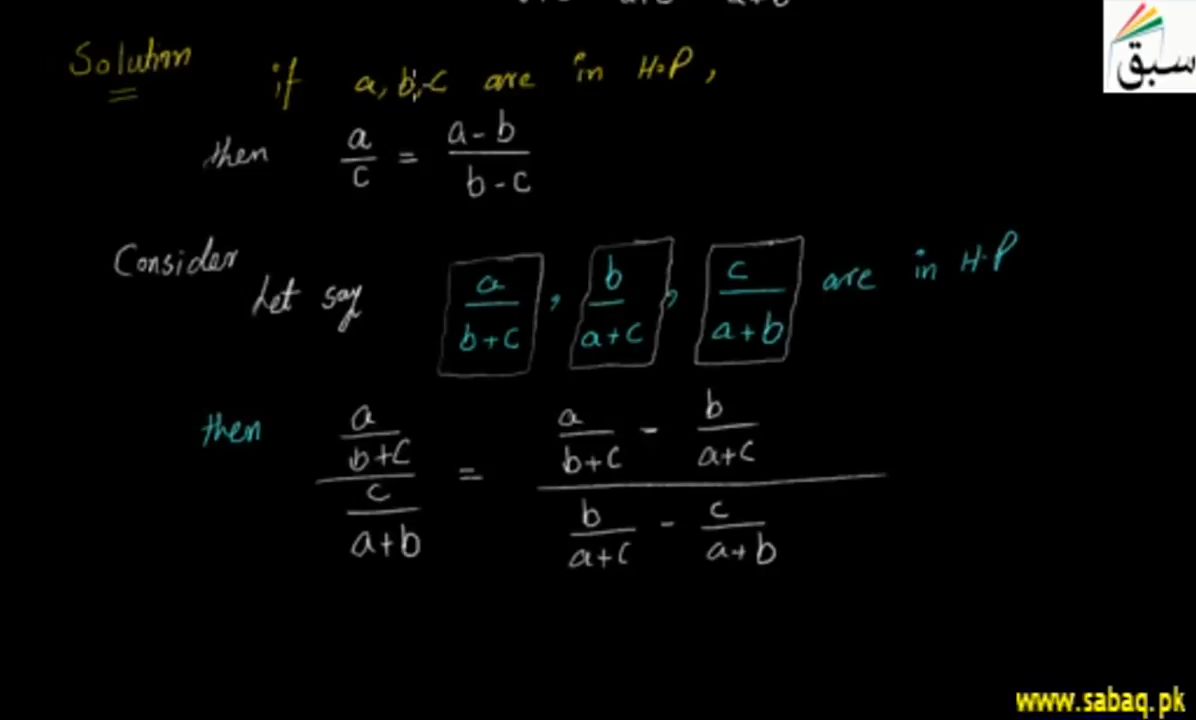 سبق
Solution if a, b, c are in H.P,
then a/c = (a - b)/(b - c)
Consider
Let say a/(b+c) , b/(a+c) , c/(a+b) are in H.P
then (a/(b+c))/(c/(a+b)) = (a/(b+c) - b/(a+c))/(b/(a+c) - c/(a+b))
www.sabaq.pk